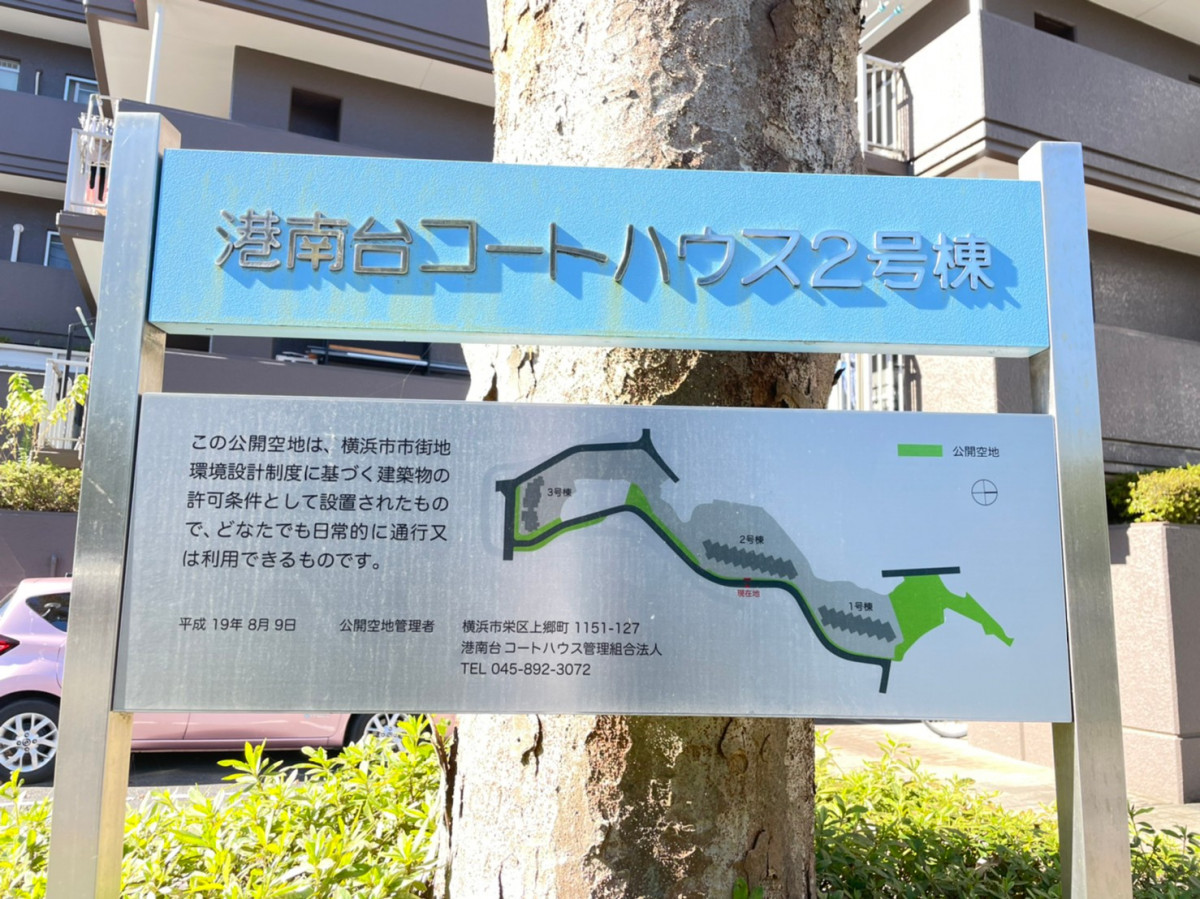 港南台コートハウス2号棟
この公開空地は、横浜市市街地
環境設計制度に基づく建築物の
許可条件として設置されたもの
で、どなたでも日常的に通行又
は利用できるものです。
平成 19年 8月 9日 公開空地管理者 横浜市栄区上郷町 1151-127
港南台 コートハウス管理組合法人
TEL 045-892-3072
公開空地
3号棟
2号棟
現在地
1号棟